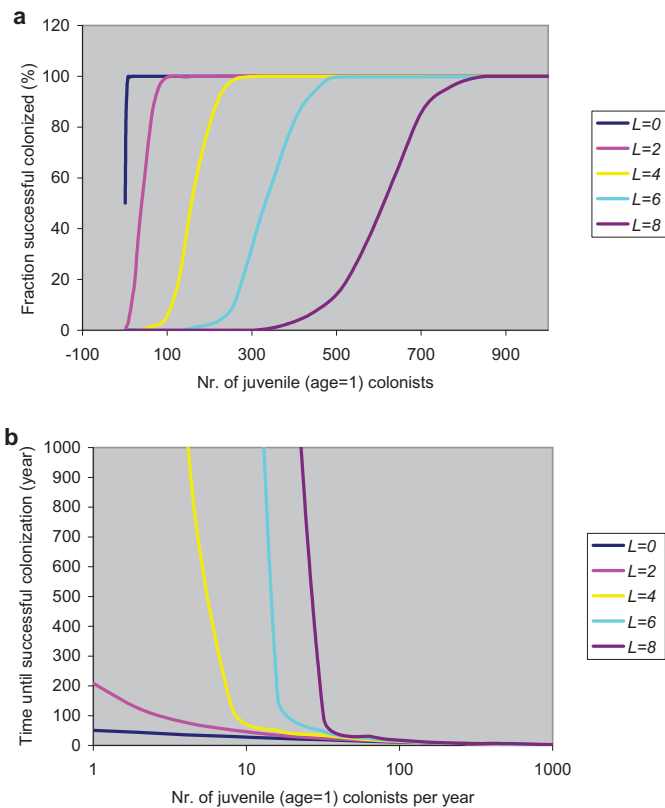 a
120
100
80
60
40
20
0
Fraction successful colonized (%)
-100 100 300 500 700 900
Nr. of juvenile (age=1) colonists
L=0
L=2
L=4
L=6
L=8
b
1000
900
800
700
600
500
400
300
200
100
0
Time until successful colonization (year)
1 10 100 1000
Nr. of juvenile (age=1) colonists per year
L=0
L=2
L=4
L=6
L=8